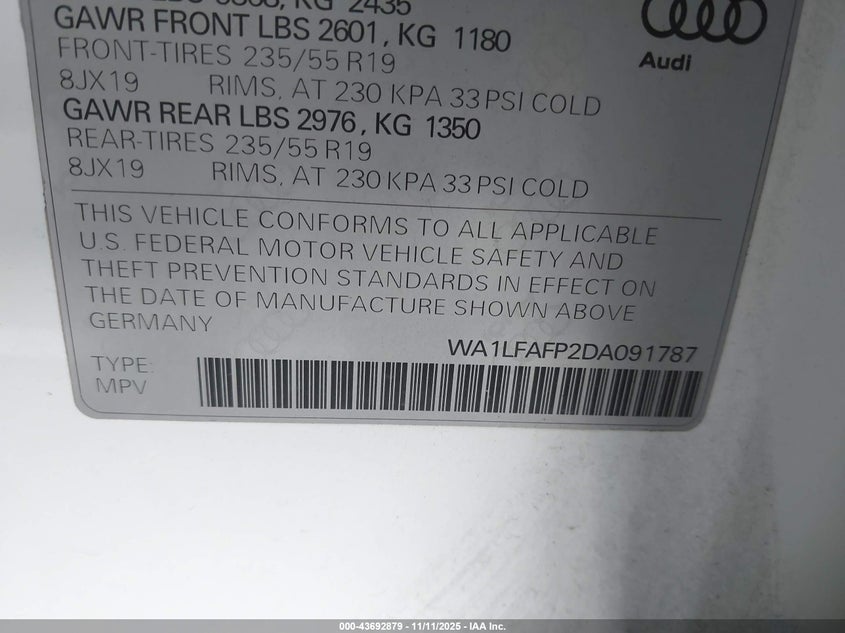 KG 2435
GAWR FRONT LBS 2601, KG 1180
FRONT-TIRES 235/55 R19
8JX19 RIMS, AT 230 KPA 33 PSI COLD
GAWR REAR LBS 2976, KG 1350
REAR-TIRES 235/55 R19
8JX19 RIMS, AT 230 KPA 33 PSI COLD
Audi
THIS VEHICLE CONFORMS TO ALL APPLICABLE
U.S. FEDERAL MOTOR VEHICLE SAFETY AND
THEFT PREVENTION STANDARDS IN EFFECT ON
THE DATE OF MANUFACTURE SHOWN ABOVE
GERMANY
WA1LFAFP2DA091787
TYPE:
MPV
000-43692879 - 11/11/2025 - IAA Inc.